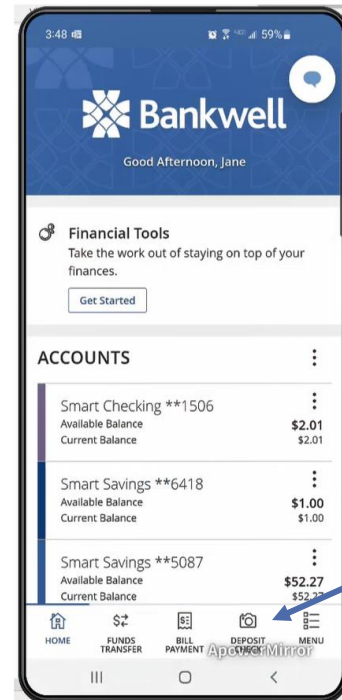 3:48
59%
Bankwell
Good Afternoon, Jane
Financial Tools
Take the work out of staying on top of your
finances.
Get Started
ACCOUNTS
Smart Checking **1506
Available Balance $2.01
Current Balance $2.01
Smart Savings **6418
Available Balance $1.00
Current Balance $1.00
Smart Savings **5087
Available Balance $52.27
Current Balance $52.27
HOME
FUNDS
TRANSFER
BILL
PAYMENT
DEPOSIT
CHECK
MENU
ApowerMirror